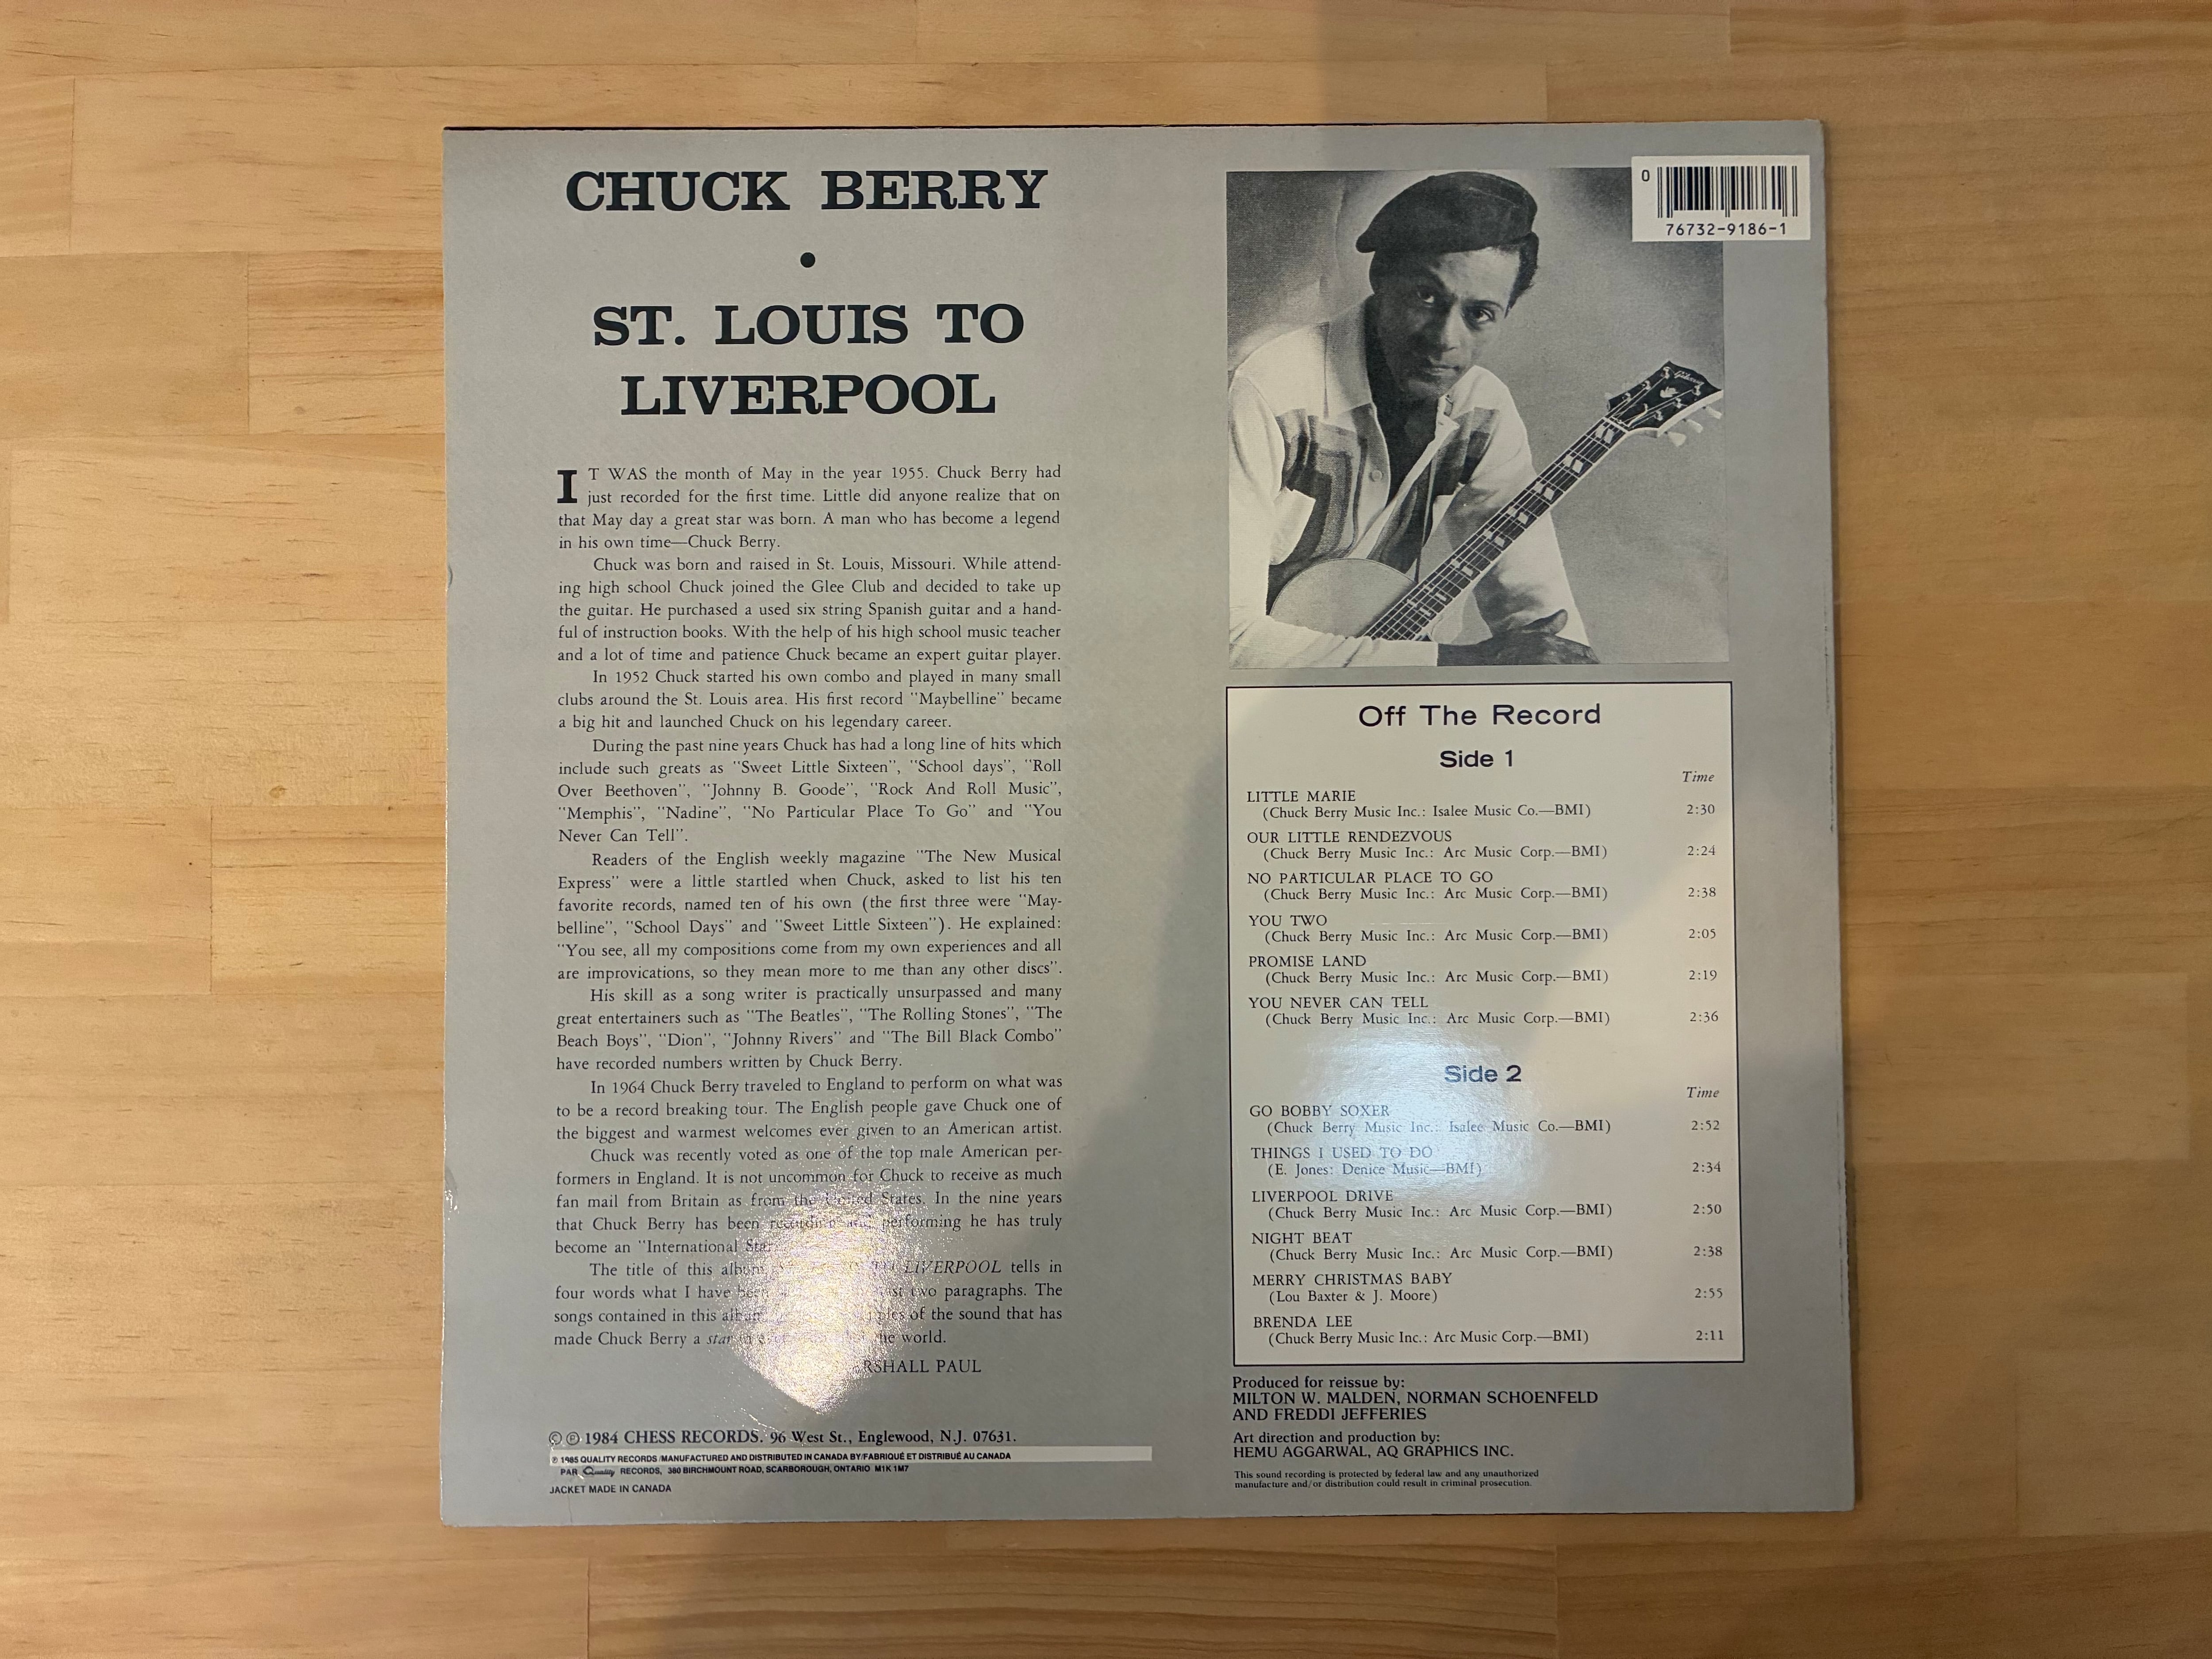 CHUCK BERRY
•
ST. LOUIS TO
LIVERPOOL
IT WAS the month of May in the year 1955. Chuck Berry had
just recorded for the first time. Little did anyone realize that on
that May day a great star was born. A man who has become a legend
in his own time—Chuck Berry.
Chuck was born and raised in St. Louis, Missouri. While attend-
ing high school Chuck joined the Glee Club and decided to take up
the guitar. He purchased a used six string Spanish guitar and a hand-
ful of instruction books. With the help of his high school music teacher
and a lot of time and patience Chuck became an expert guitar player.
In 1952 Chuck started his own combo and played in many small
clubs around the St. Louis area. His first record "Maybelline" became
a big hit and launched Chuck on his legendary career.
During the past nine years Chuck has had a long line of hits which
include such greats as "Sweet Little Sixteen", "School days", "Roll
Over Beethoven", "Johnny B. Goode", "Rock And Roll Music",
"Memphis", "Nadine", "No Particular Place To Go" and "You
Never Can Tell".
Readers of the English weekly magazine "The New Musical
Express" were a little startled when Chuck, asked to list his ten
favorite records, named ten of his own (the first three were "May-
belline", "School Days" and "Sweet Little Sixteen"). He explained:
"You see, all my compositions come from my own experiences and all
are improvications, so they mean more to me than any other discs".
His skill as a song writer is practically unsurpassed and many
great entertainers such as "The Beatles", "The Rolling Stones", "The
Beach Boys", "Dion", "Johnny Rivers" and "The Bill Black Combo"
have recorded numbers written by Chuck Berry.
In 1964 Chuck Berry traveled to England to perform on what was
to be a record breaking tour. The English people gave Chuck one of
the biggest and warmest welcomes ever given to an American artist.
Chuck was recently voted as one of the top male American per-
formers in England. It is not uncommon for Chuck to receive as much
fan mail from Britain as from the United States. In the nine years
that Chuck Berry has been recording and performing he has truly
become an "International
The title of this album LIVERPOOL tells in
four words what I have been two paragraphs. The
songs contained in this album of the sound that has
made Chuck Berry a star the world.
PAUL
© Ⓟ 1984 CHESS RECORDS. 96 West St., Englewood, N.J. 07631.
Ⓟ 1985 QUALITY RECORDS/MANUFACTURED AND DISTRIBUTED IN CANADA BY/FABRIQUÉ ET DISTRIBUÉ AU CANADA
PAR Quality RECORDS, 380 BIRCHMOUNT ROAD, SCARBOROUGH, ONTARIO M1K 1M7
JACKET MADE IN CANADA
0
76732-9186-1
Gibson
Off The Record
Side 1
Time
LITTLE MARIE
(Chuck Berry Music Inc.: Isalee Music Co.—BMI) 2:30
OUR LITTLE RENDEZVOUS
(Chuck Berry Music Inc.: Arc Music Corp.—BMI) 2:24
NO PARTICULAR PLACE TO GO
(Chuck Berry Music Inc.: Arc Music Corp.—BMI) 2:38
YOU TWO
(Chuck Berry Music Inc.: Arc Music Corp.—BMI) 2:05
PROMISE LAND
(Chuck Berry Music Inc.: Arc Music Corp.—BMI) 2:19
YOU NEVER CAN TELL
(Chuck Berry Music Inc.: Arc Music Corp.—BMI) 2:36
Side 2
Time
GO BOBBY SOXER
(Chuck Berry Music Inc.: Isalee Music Co.—BMI) 2:52
THINGS I USED TO DO
(E. Jones: Denice Music—BMI) 2:34
LIVERPOOL DRIVE
(Chuck Berry Music Inc.: Arc Music Corp.—BMI) 2:50
NIGHT BEAT
(Chuck Berry Music Inc.: Arc Music Corp.—BMI) 2:38
MERRY CHRISTMAS BABY
(Lou Baxter & J. Moore) 2:55
BRENDA LEE
(Chuck Berry Music Inc.: Arc Music Corp.—BMI) 2:11
Produced for reissue by:
MILTON W. MALDEN, NORMAN SCHOENFELD
AND FREDDI JEFFERIES
Art direction and production by:
HEMU AGGARWAL, AQ GRAPHICS INC.
This sound recording is protected by federal law and any unauthorized
manufacture and/or distribution could result in criminal prosecution.